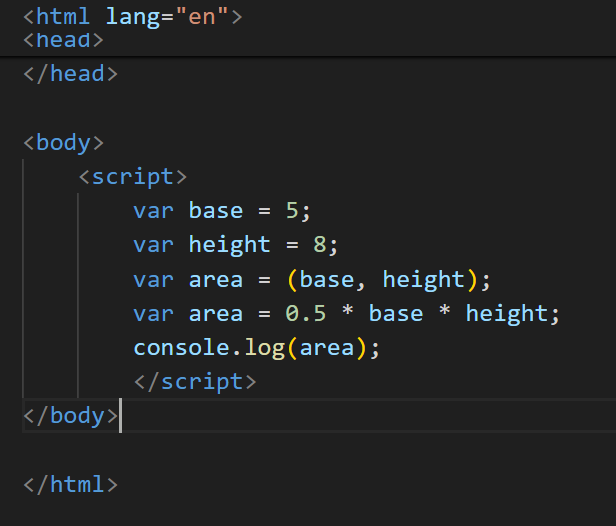 <html lang="en">
<head>
</head>
<body>
<script>
var base = 5;
var height = 8;
var area = (base, height);
var area = 0.5 * base * height;
console.log(area);
</script>
</body>
</html>